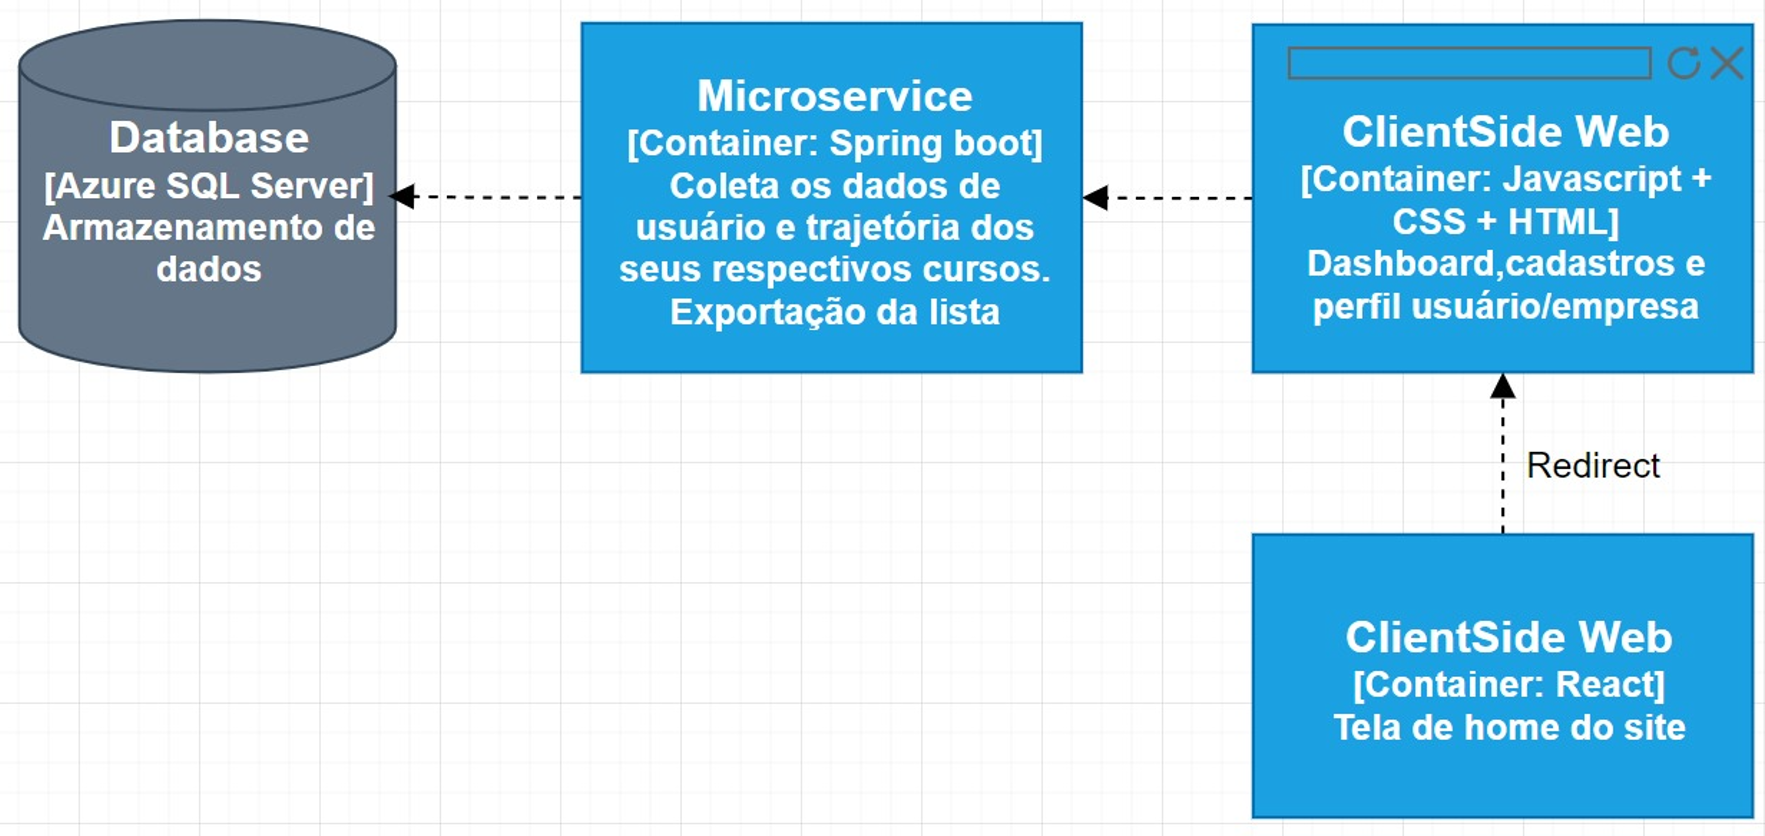 Database
[Azure SQL Server]
Armazenamento de
dados
Microservice
[Container: Spring boot]
Coleta os dados de
usuário e trajetória dos
seus respectivos cursos.
Exportação da lista
ClientSide Web
[Container: Javascript +
CSS + HTML]
Dashboard,cadastros e
perfil usuário/empresa
Redirect
ClientSide Web
[Container: React]
Tela de home do site